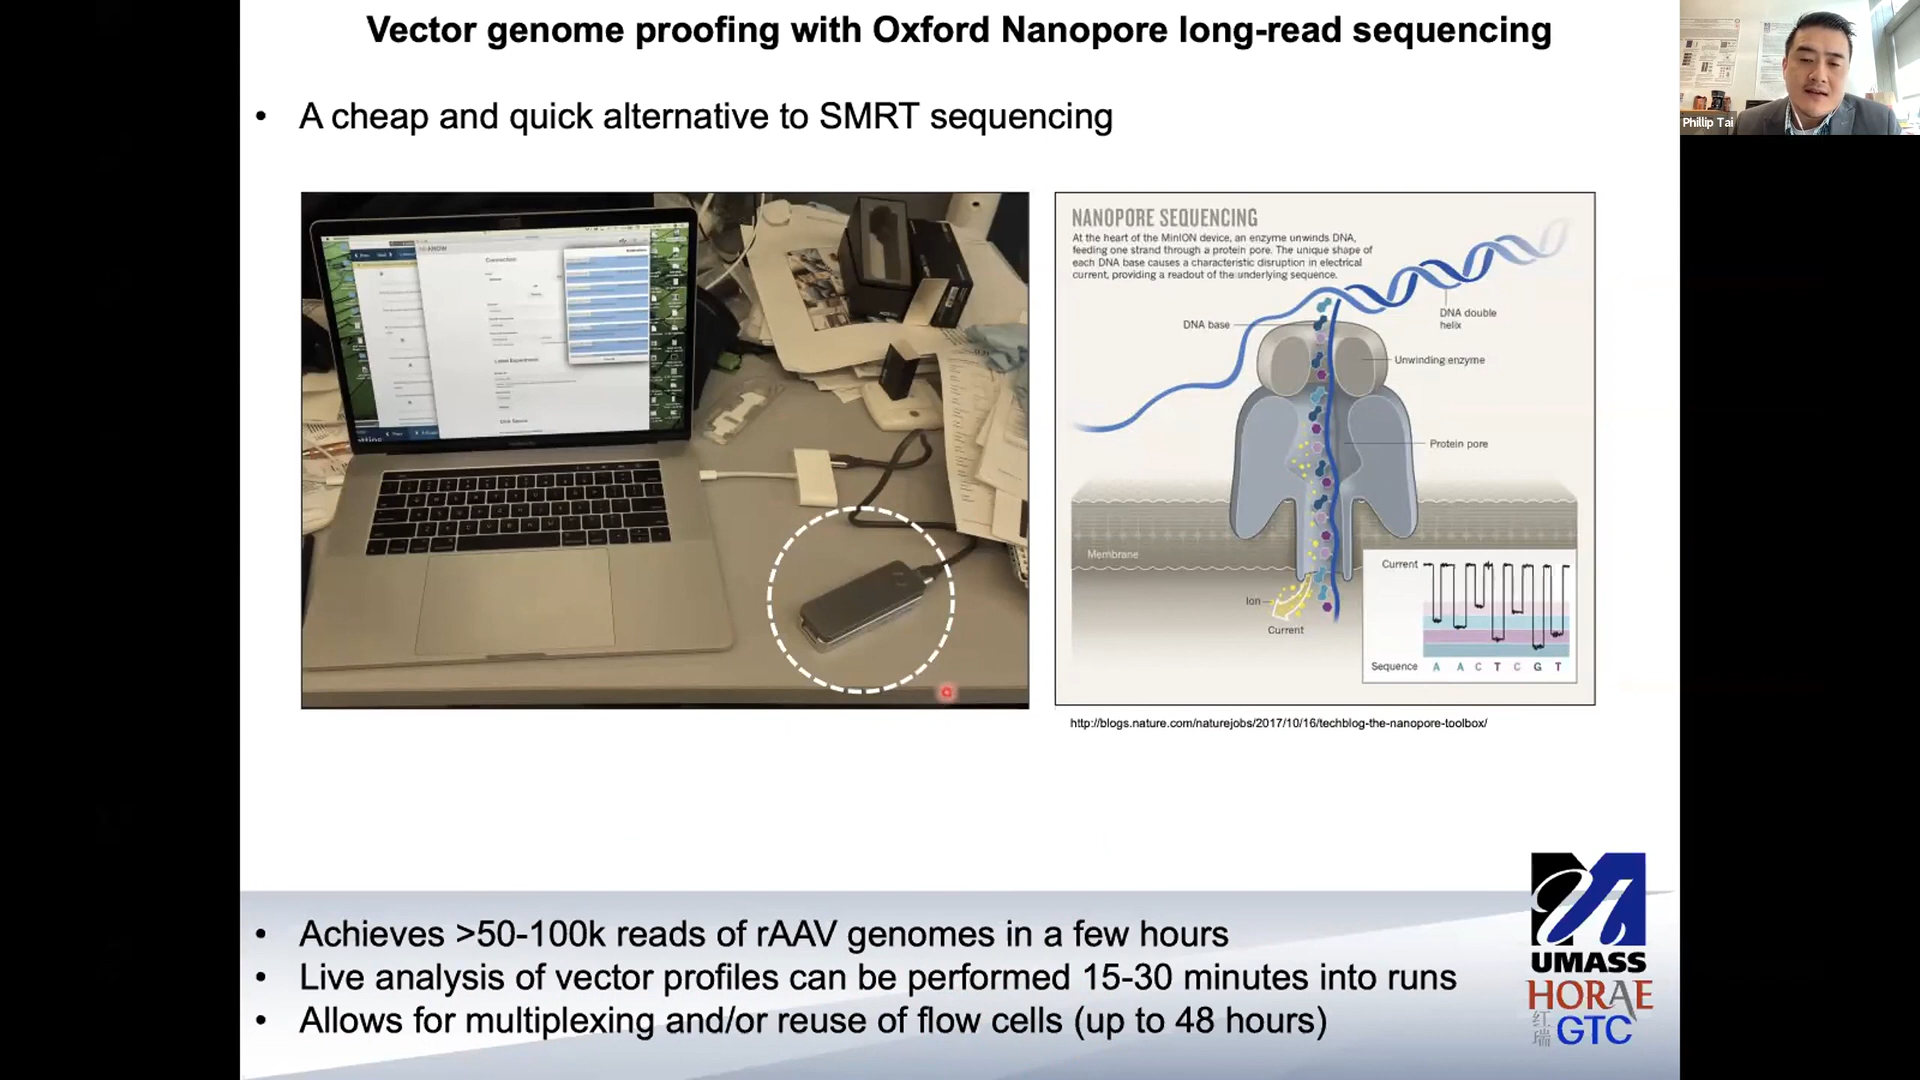 Vector genome proofing with Oxford Nanopore long-read sequencing
Phillip Tai
• A cheap and quick alternative to SMRT sequencing
Connection
NANOPORE SEQUENCING
At the heart of the MinION device, an enzyme unwinds DNA,
feeding one strand through a protein pore. The unique shape of
each DNA base causes a characteristic disruption in electrical
current, providing a readout of the underlying sequence.
DNA double
helix
DNA base
Unwinding enzyme
Protein pore
Membrane
Ion
Current
Current
Sequence A A C T C G T
http://blogs.nature.com/naturejobs/2017/10/16/techblog-the-nanopore-toolbox/
• Achieves >50-100k reads of rAAV genomes in a few hours
• Live analysis of vector profiles can be performed 15-30 minutes into runs
• Allows for multiplexing and/or reuse of flow cells (up to 48 hours)
UMASS
HORAE
红瑞 GTC